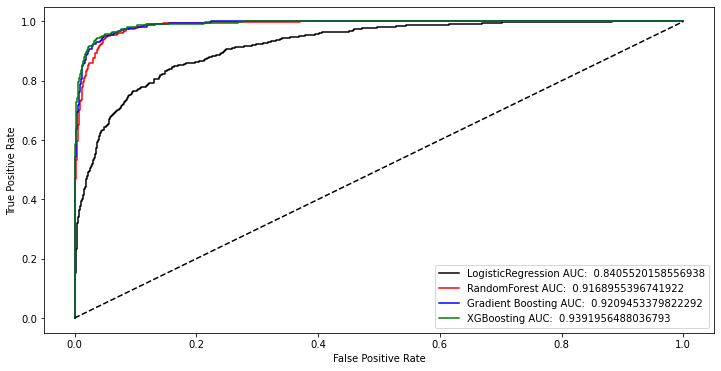 1.0
0.8
0.6
0.4
0.2
0.0
True Positive Rate
0.0 0.2 0.4 0.6 0.8 1.0
False Positive Rate
LogisticRegression AUC: 0.8405520158556938
RandomForest AUC: 0.9168955396741922
Gradient Boosting AUC: 0.9209453379822292
XGBoosting AUC: 0.9391956488036793